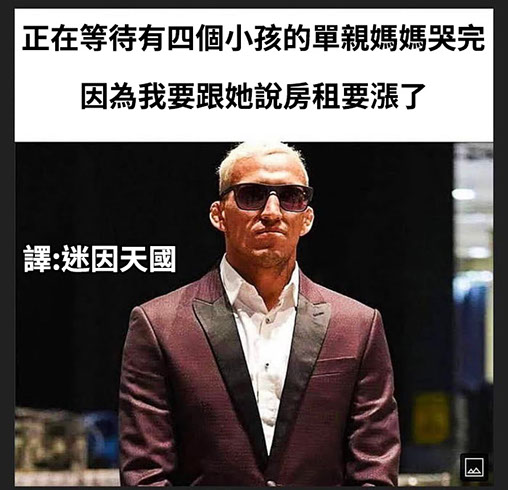 正在等待有四個小孩的單親媽媽哭完
因為我要跟她說房租要漲了
譯:迷因天國